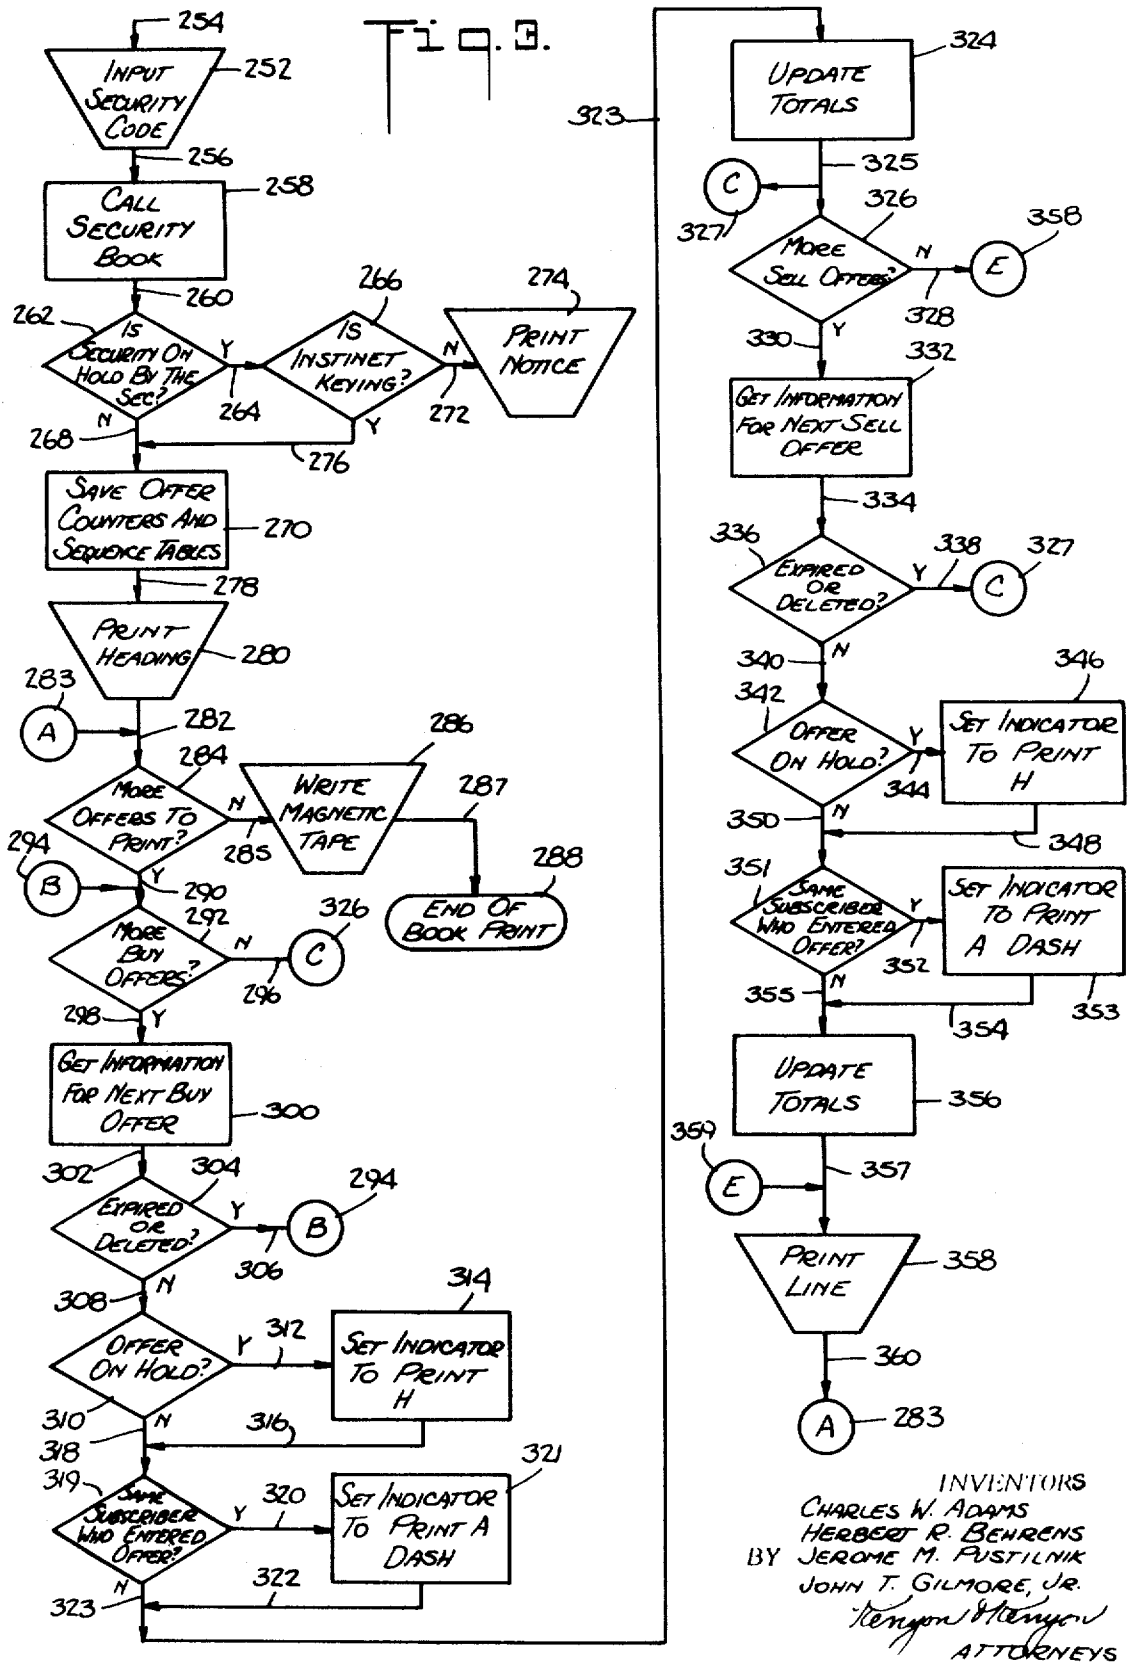 Fig. 3.
254
INPUT
SECURITY
CODE
252
256
CALL
SECURITY
BOOK
258
260
262
IS
SECURITY ON
HOLD BY THE
SEC?
Y
264
N
268
266
IS
INSTINET
KEYING?
N
272
Y
276
274
PRINT
NOTICE
SAVE OFFER
COUNTERS AND
SEQUENCE TABLES
270
278
PRINT
HEADING
280
283
A
282
284
MORE
OFFERS TO
PRINT?
N
285
286
WRITE
MAGNETIC
TAPE
287
288
END OF
BOOK PRINT
Y
290
294
B
292
MORE
BUY
OFFERS?
N
296
326
C
298
Y
GET INFORMATION
FOR NEXT BUY
OFFER
300
302
304
EXPIRED
OR
DELETED?
Y
306
294
B
N
308
OFFER
ON HOLD?
310
Y
312
314
SET INDICATOR
TO PRINT
H
316
N
318
319
SAME
SUBSCRIBER
WHO ENTERED
OFFER?
Y
320
321
SET INDICATOR
TO PRINT A
DASH
322
N
323
323
UPDATE
TOTALS
324
325
C
327
326
MORE
SELL OFFERS?
N
328
358
E
330
Y
332
GET INFORMATION
FOR NEXT SELL
OFFER
334
336
EXPIRED
OR
DELETED?
Y
338
327
C
340
N
342
OFFER
ON HOLD?
Y
344
346
SET INDICATOR
TO PRINT
H
348
350
N
351
SAME
SUBSCRIBER
WHO ENTERED
OFFER?
Y
352
SET INDICATOR
TO PRINT
A DASH
353
354
355
N
UPDATE
TOTALS
356
357
359
E
PRINT
LINE
358
360
A
283
INVENTORS
CHARLES W. ADAMS
HERBERT R. BEHRENS
BY JEROME M. PUSTILNIK
JOHN T. GILMORE, JR.
Kenyon & Kenyon
ATTORNEYS